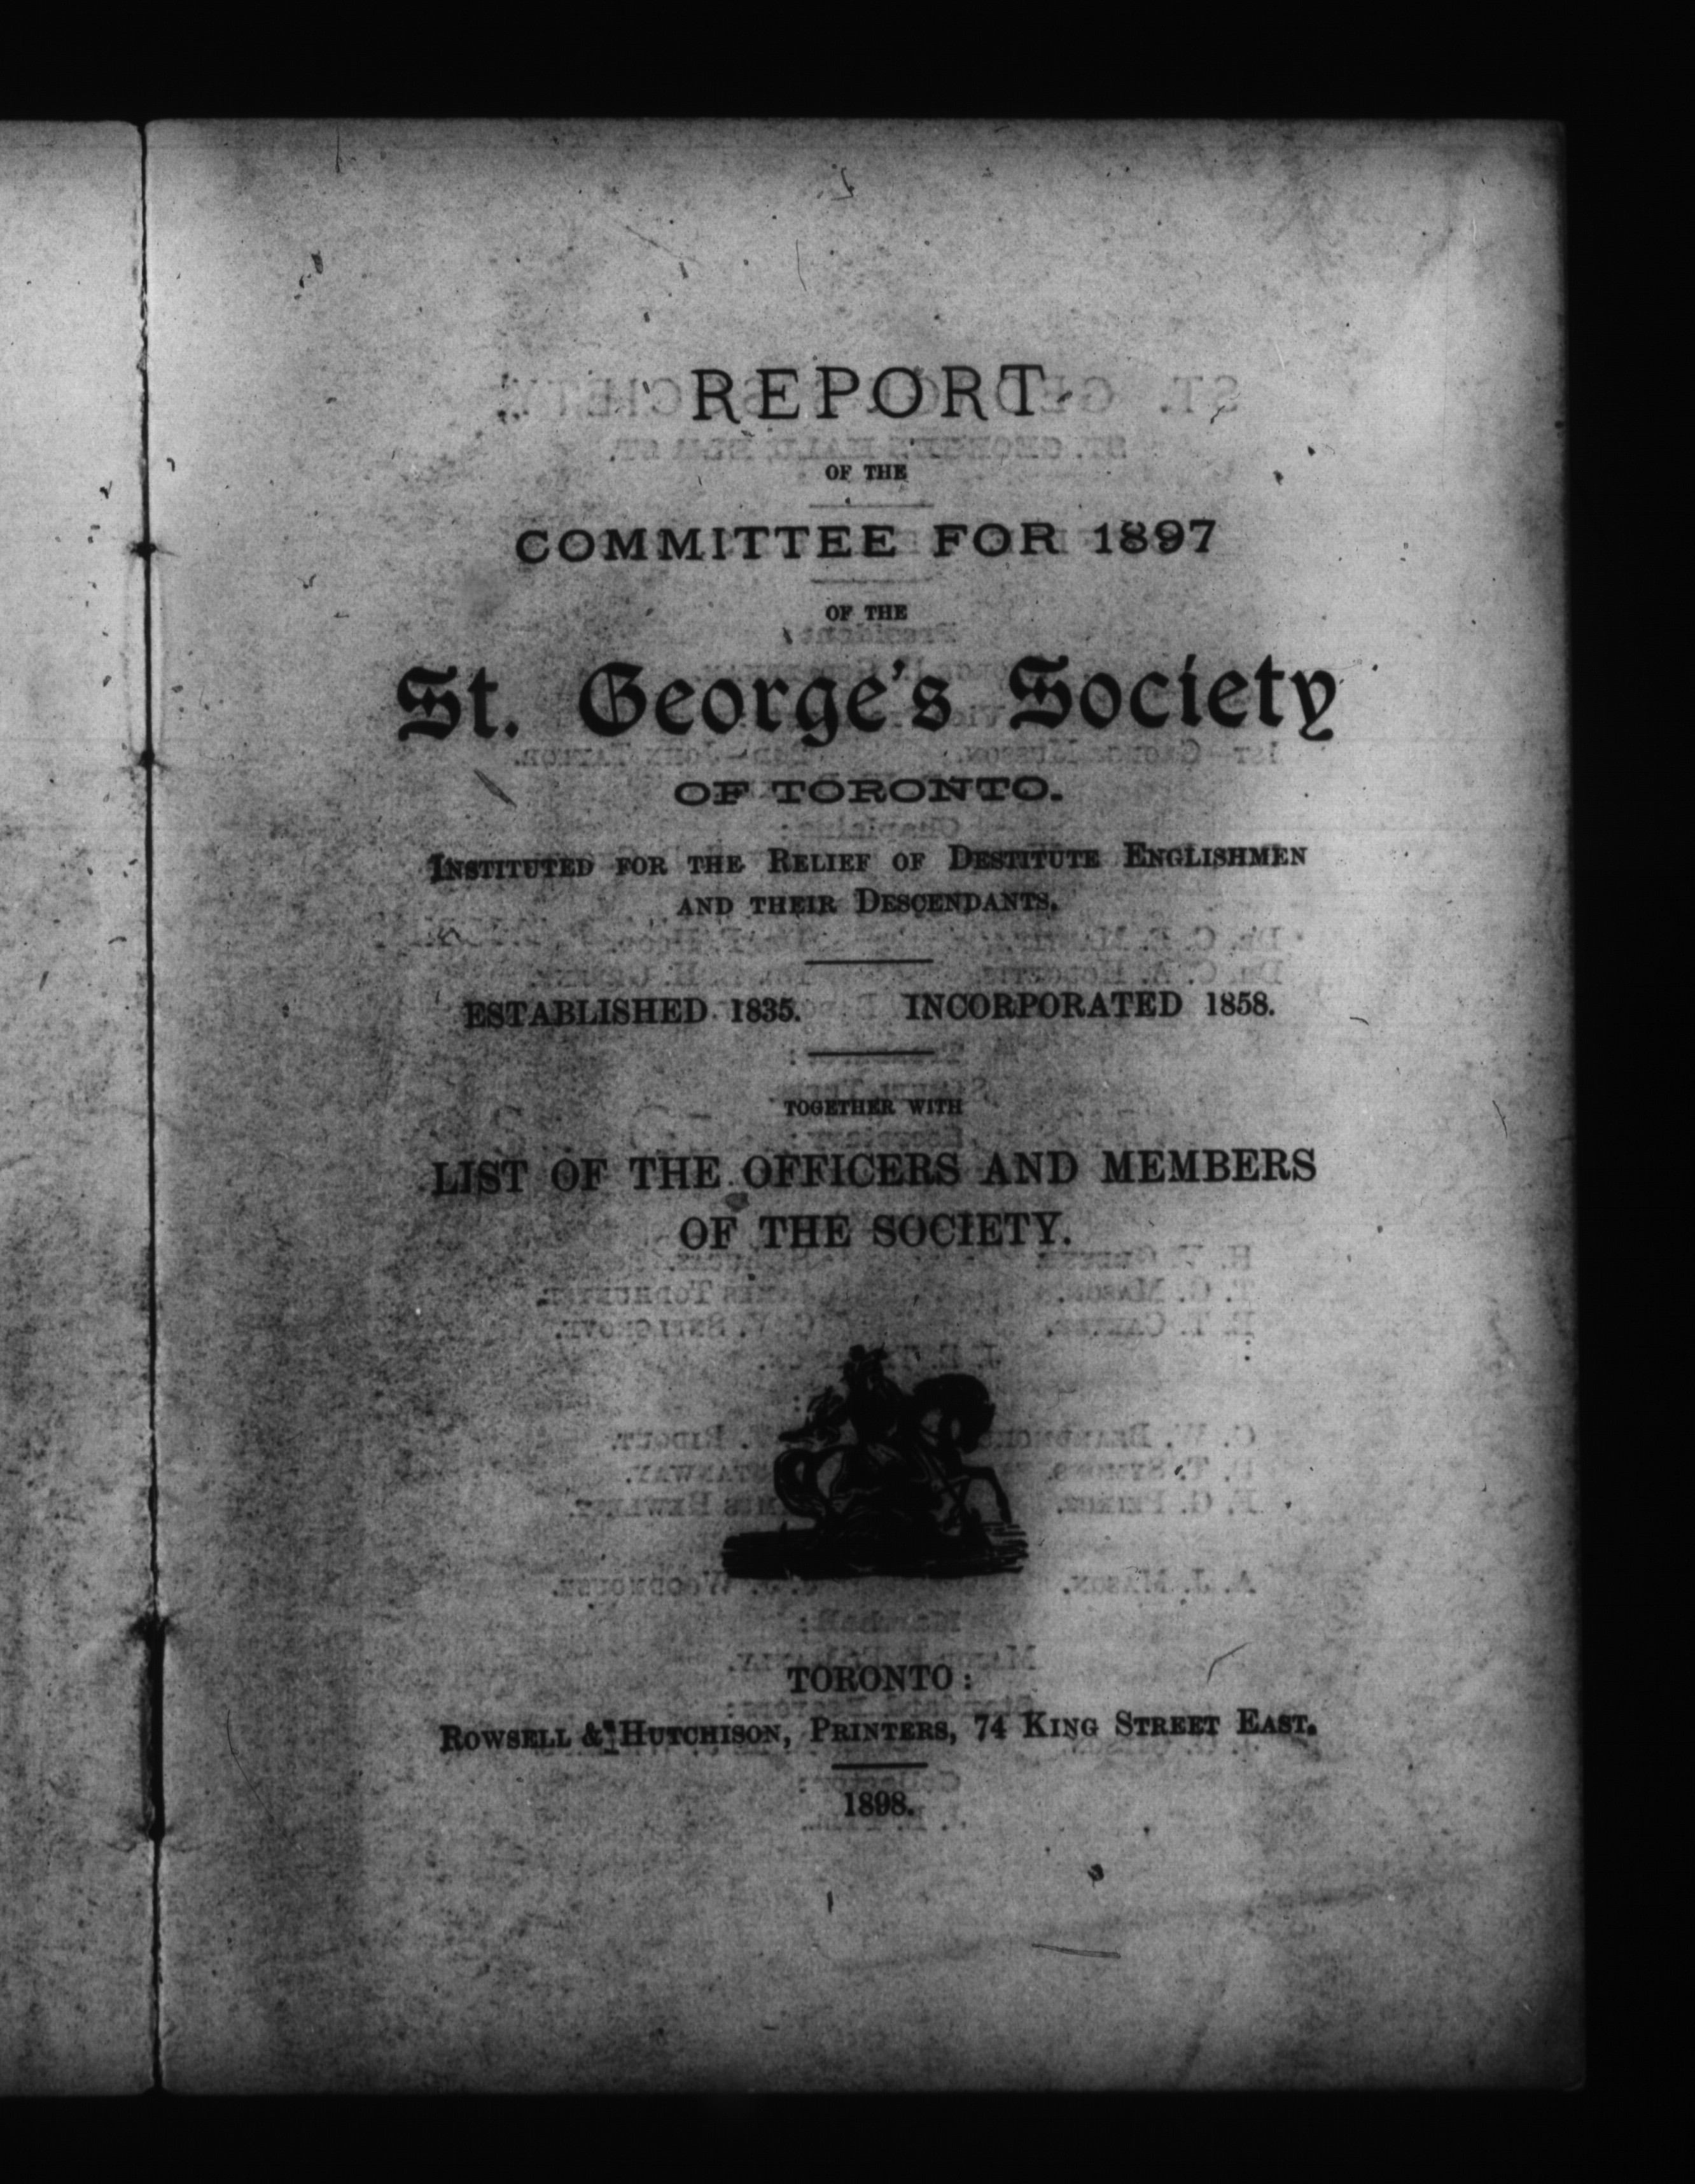 REPORT
OF THE
COMMITTEE FOR 1897
OF THE
St. George's Society
OF TORONTO.
INSTITUTED FOR THE RELIEF OF DESTITUTE ENGLISHMEN
AND THEIR DESCENDANTS.
ESTABLISHED 1835. INCORPORATED 1858.
TOGETHER WITH
LIST OF THE OFFICERS AND MEMBERS
OF THE SOCIETY.
TORONTO:
ROWSELL & HUTCHISON, PRINTERS, 74 KING STREET EAST.
1898.